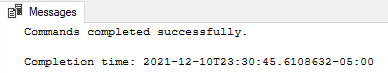 Messages
Commands completed successfully.
Completion time: 2021-12-10T23:30:45.6108632-05:00